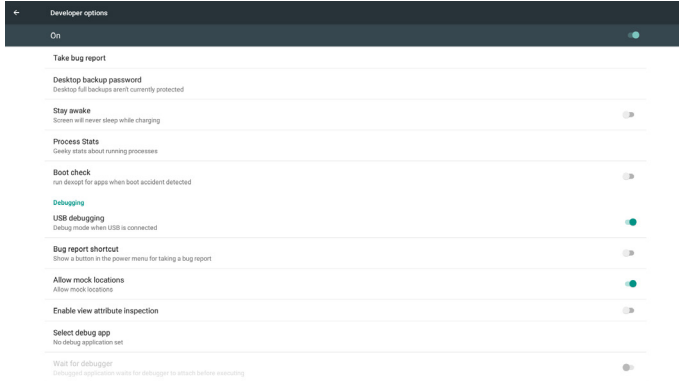 Developer options
On
Take bug report
Desktop backup password
Desktop full backups aren't currently protected
Stay awake
Screen will never sleep while charging
Process Stats
Geeky stats about running processes
Boot check
run dexopt for apps when boot accident detected
Debugging
USB debugging
Debug mode when USB is connected
Bug report shortcut
Show a button in the power menu for taking a bug report
Allow mock locations
Allow mock locations
Enable view attribute inspection
Select debug app
No debug application set
Wait for debugger
Debugged application waits for debugger to attach before executing